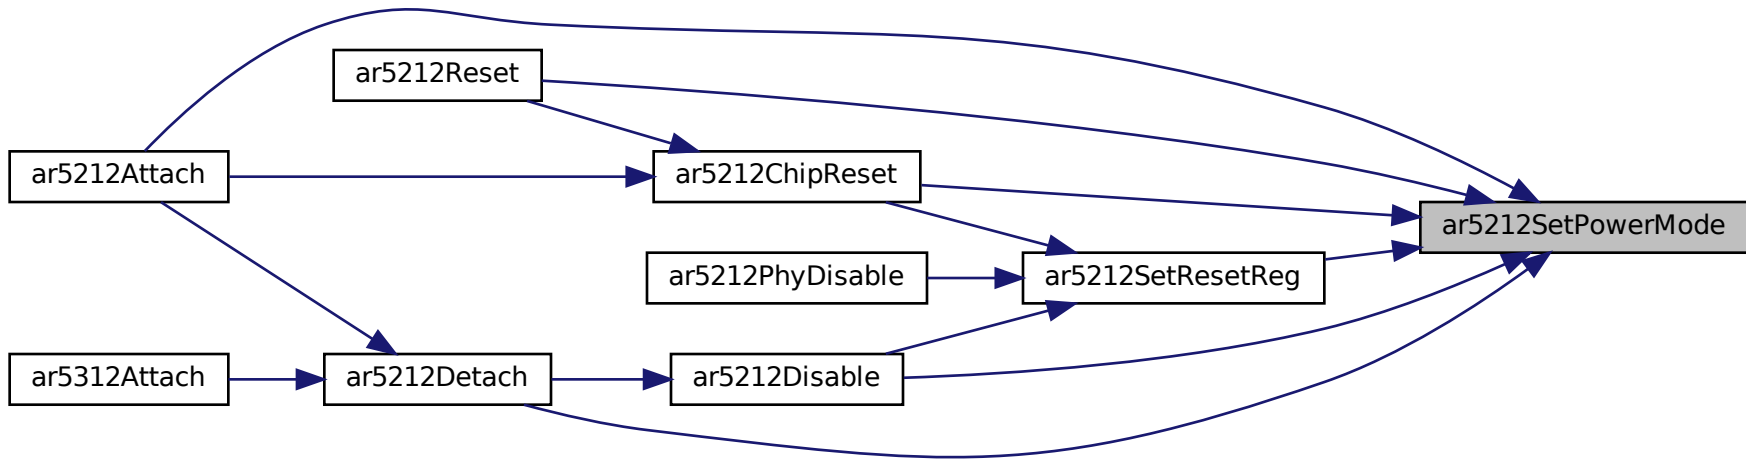 ar5212Reset
ar5212Attach
ar5212ChipReset
ar5212SetPowerMode
ar5212PhyDisable
ar5212SetResetReg
ar5312Attach
ar5212Detach
ar5212Disable